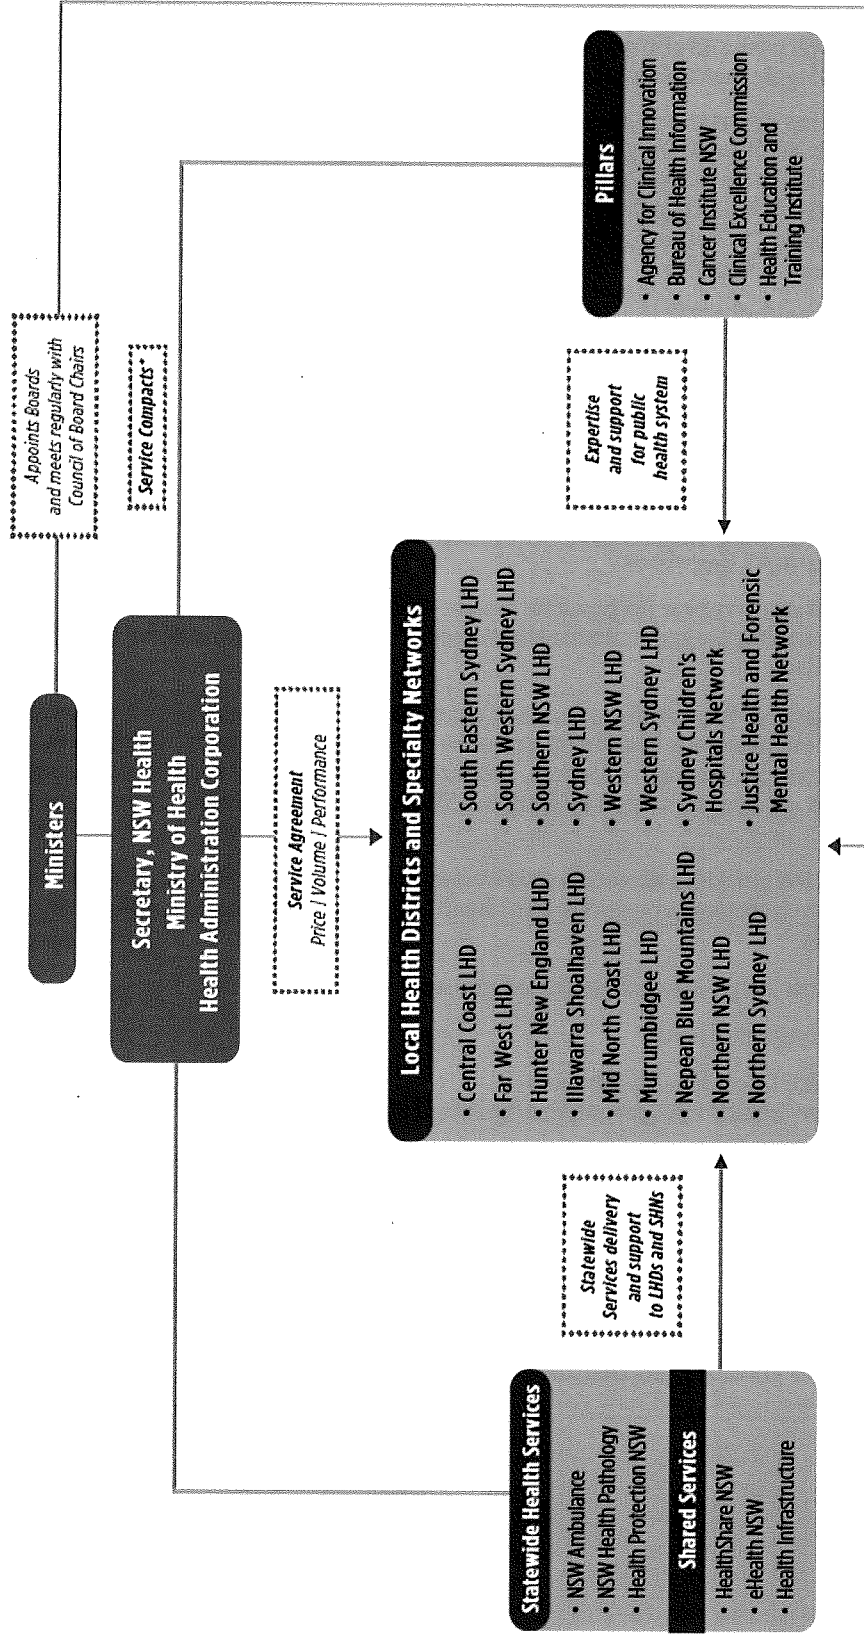 Ministers
Appoints Boards
and meets regularly with
Council of Board Chairs
Secretary, NSW Health
Ministry of Health
Health Administration Corporation
Service Compacts*
Service Agreement
Price | Volume | Performance
Statewide Health Services
• NSW Ambulance
• NSW Health Pathology
• Health Protection NSW
Shared Services
• HealthShare NSW
• eHealth NSW
• Health Infrastructure
Statewide
Services delivery
and support
to LHDs and SHNs
Local Health Districts and Specialty Networks
• Central Coast LHD
• Far West LHD
• Hunter New England LHD
• Illawarra Shoalhaven LHD
• Mid North Coast LHD
• Murrumbidgee LHD
• Nepean Blue Mountains LHD
• Northern NSW LHD
• Northern Sydney LHD
• South Eastern Sydney LHD
• South Western Sydney LHD
• Southern NSW LHD
• Sydney LHD
• Western NSW LHD
• Western Sydney LHD
• Sydney Children's
Hospitals Network
• Justice Health and Forensic
Mental Health Network
Expertise
and support
for public
health system
Pillars
• Agency for Clinical Innovation
• Bureau of Health Information
• Cancer Institute NSW
• Clinical Excellence Commission
• Health Education and
Training Institute